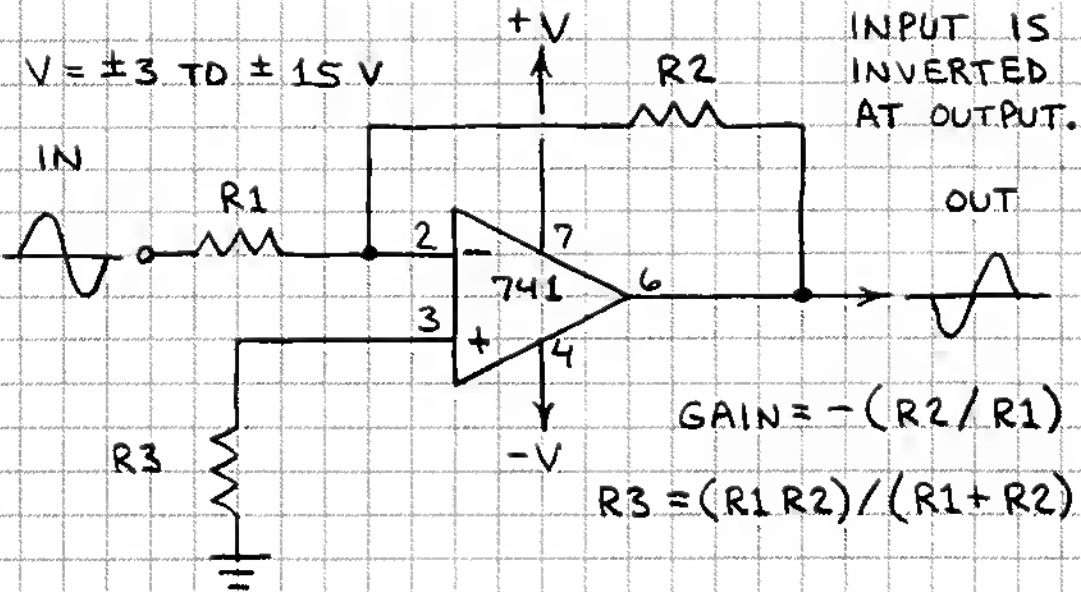 +V
INPUT IS
INVERTED
AT OUTPUT.
V = ±3 TO ±15 V
R2
IN
R1
OUT
2
-
7
741
6
3
+
4
GAIN = -(R2/R1)
R3
-V
R3 = (R1 R2)/(R1 + R2)